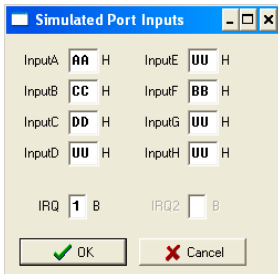 Simulated Port Inputs
InputA AA H InputE UU H
InputB CC H InputF BB H
InputC DD H InputG UU H
InputD UU H InputH UU H
IRQ 1 B IRQ2 B
OK Cancel